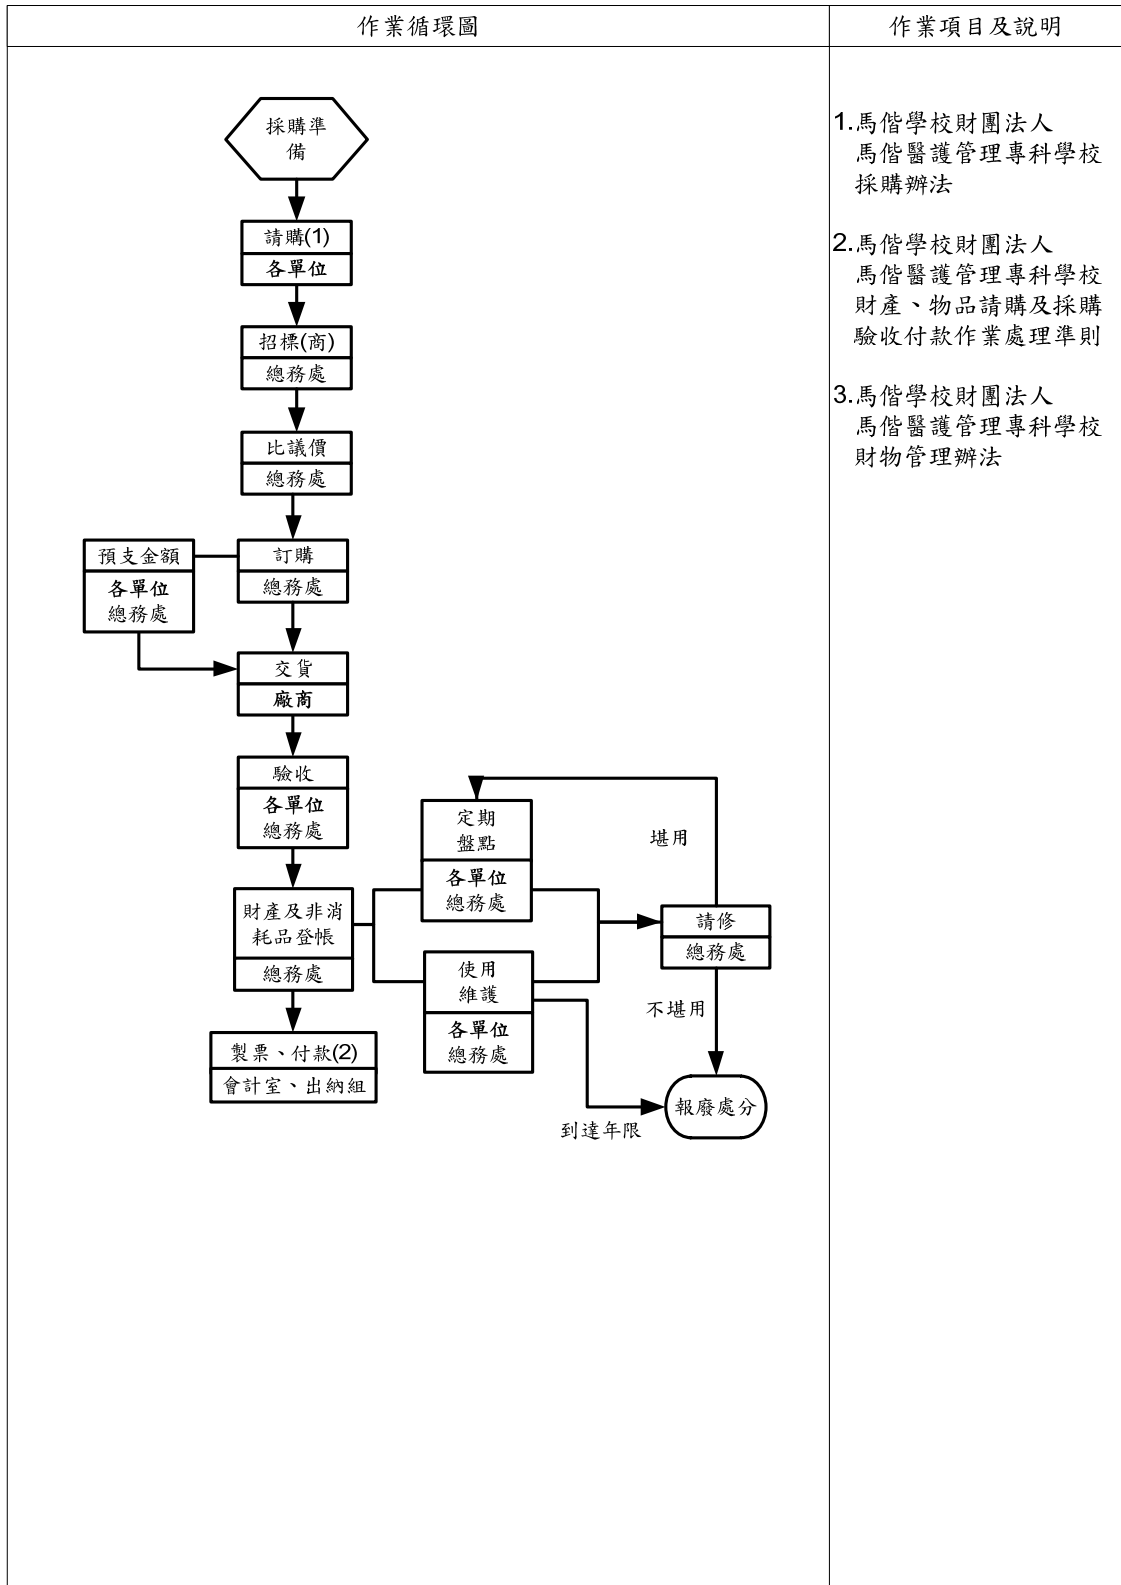 作業循環圖
作業項目及說明
採購準
備
請購(1)
各單位
招標(商)
總務處
比議價
總務處
預支金額
各單位
總務處
訂購
總務處
交貨
廠商
驗收
各單位
總務處
財產及非消
耗品登帳
總務處
製票、付款(2)
會計室、出納組
定期
盤點
各單位
總務處
使用
維護
各單位
總務處
堪用
請修
總務處
不堪用
到達年限
報廢處分
1.馬偕學校財團法人
馬偕醫護管理專科學校
採購辦法
2.馬偕學校財團法人
馬偕醫護管理專科學校
財產、物品請購及採購
驗收付款作業處理準則
3.馬偕學校財團法人
馬偕醫護管理專科學校
財物管理辦法